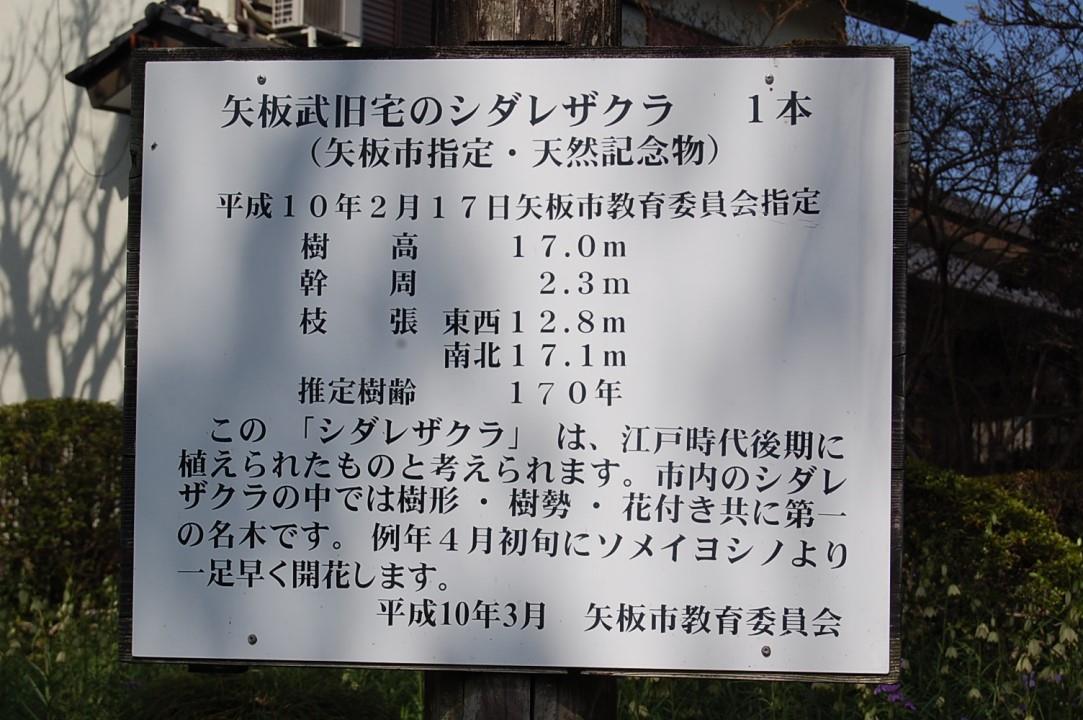 矢板武旧宅のシダレザクラ　　１本
（矢板市指定・天然記念物）
平成１０年２月１７日矢板市教育委員会指定
樹　　高　　　１７.０ｍ
幹　　周　　　　２.３ｍ
枝　　張　東西１２.８ｍ
南北１７.１ｍ
推定樹齢　　　１７０年
この　「シダレザクラ」　は、江戸時代後期に
植えられたものと考えられます。市内のシダレ
ザクラの中では樹形 ・ 樹勢 ・ 花付き共に第一
の名木です。 例年４月初旬にソメイヨシノより
一足早く開花します。
平成10年3月　矢板市教育委員会